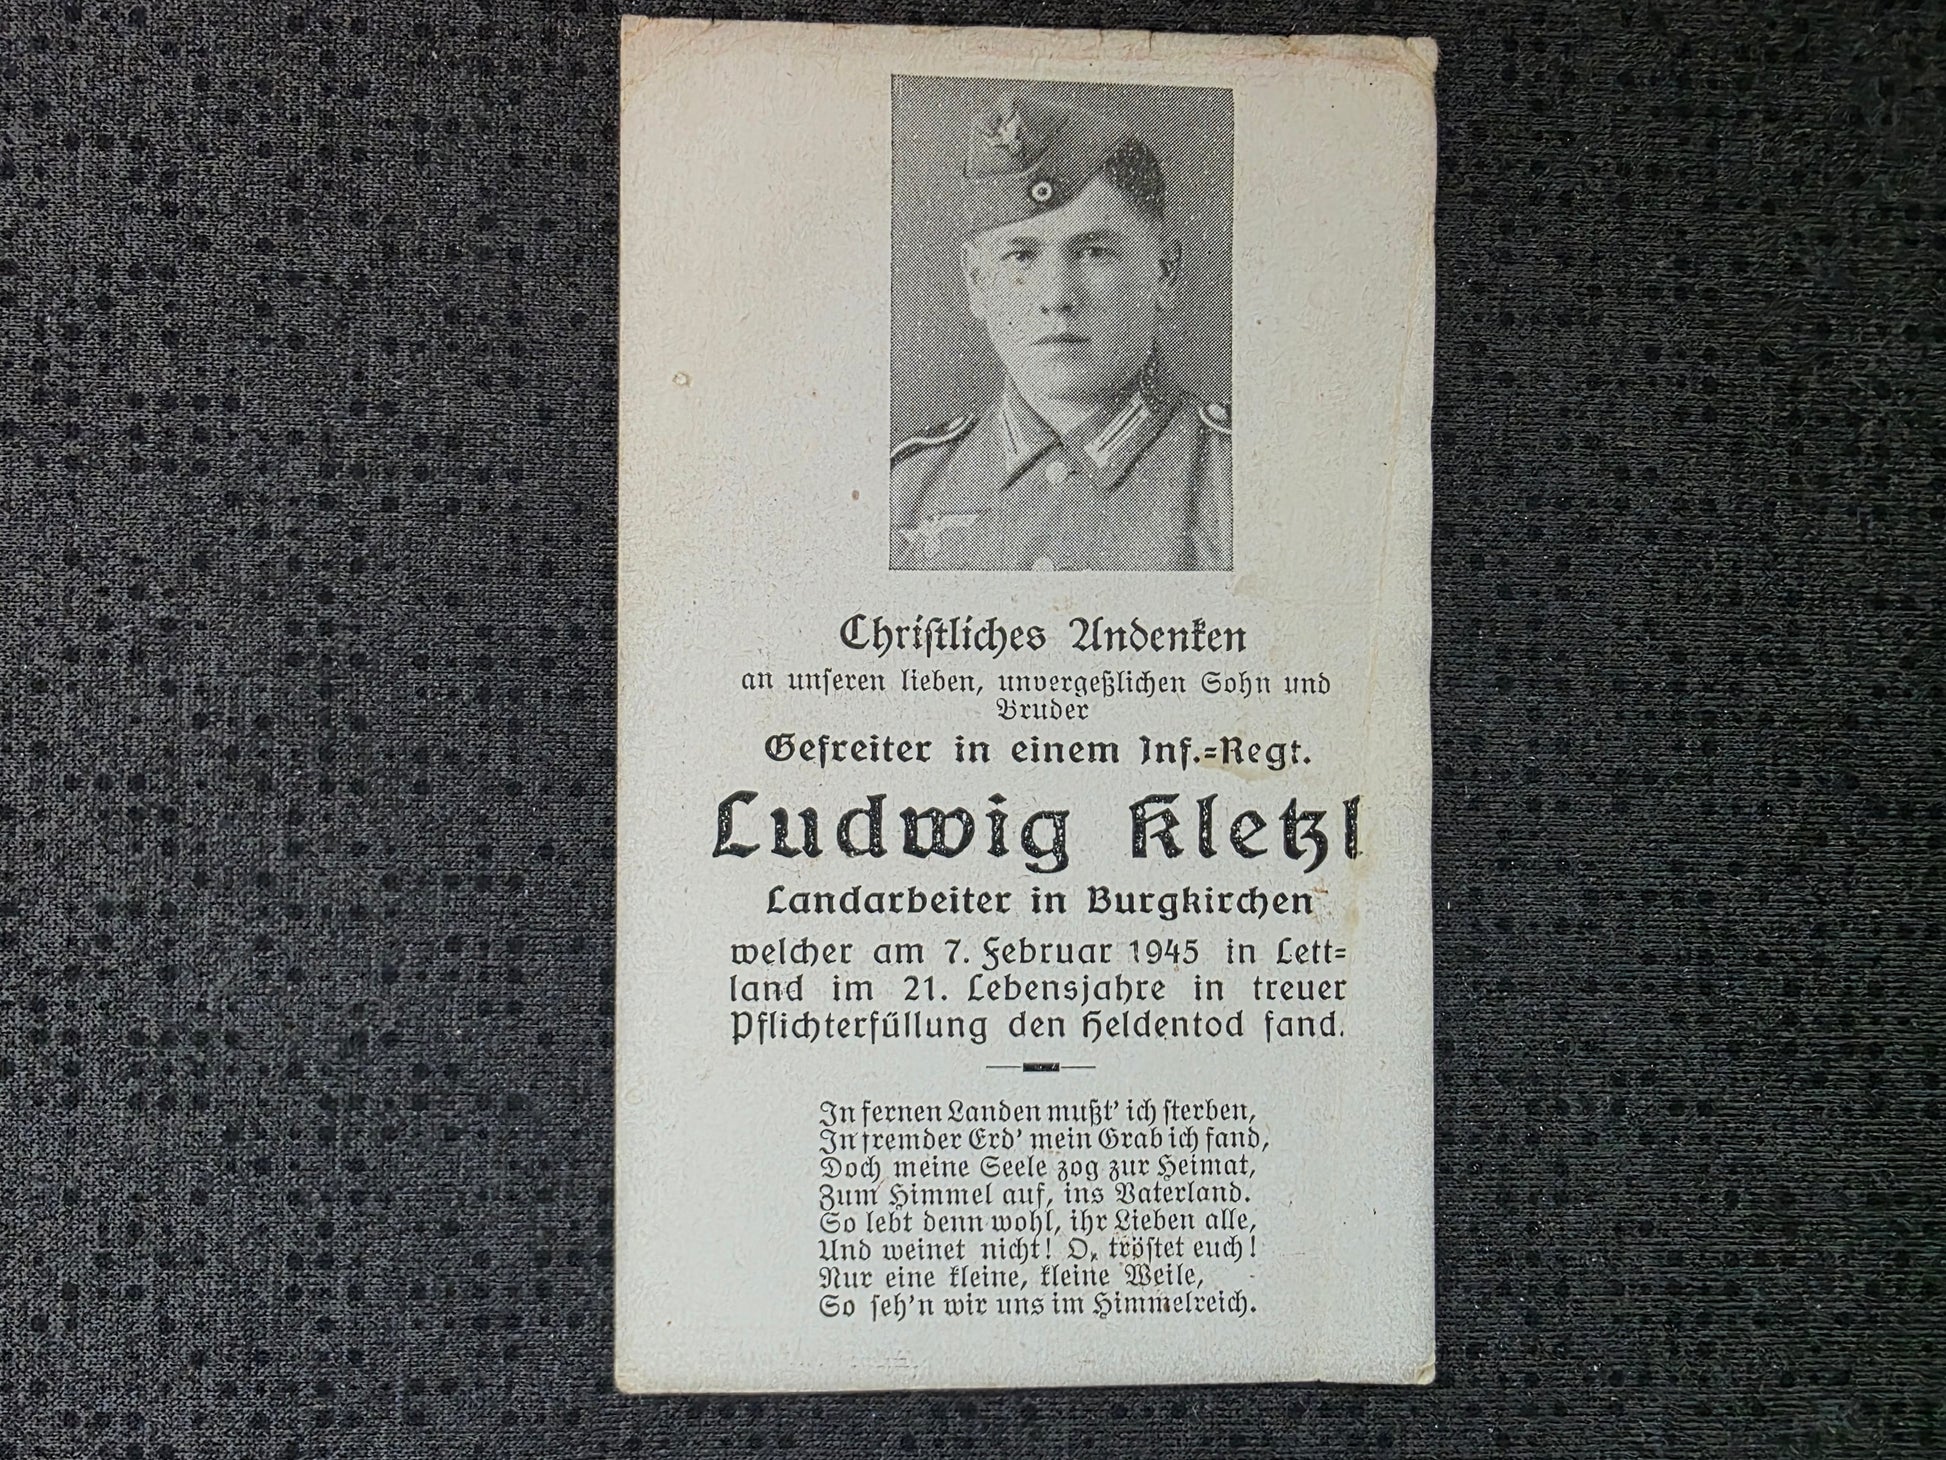 Christliches Andenken
an unseren lieben, unvergeßlichen Sohn und
Bruder
Gefreiter in einem Inf.-Regt.
Ludwig Kletzl
Landarbeiter in Burgkirchen
welcher am 7. Februar 1945 in Lett-
land im 21. Lebensjahre in treuer
Pflichterfüllung den Heldentod fand.
In fernen Landen mußt' ich sterben,
In fremder Erd' mein Grab ich fand,
Doch meine Seele zog zur Heimat,
Zum Himmel auf, ins Vaterland.
So lebt denn wohl, ihr Lieben alle,
Und weinet nicht! O, tröstet euch!
Nur eine kleine, kleine Weile,
So seh'n wir uns im Himmelreich.